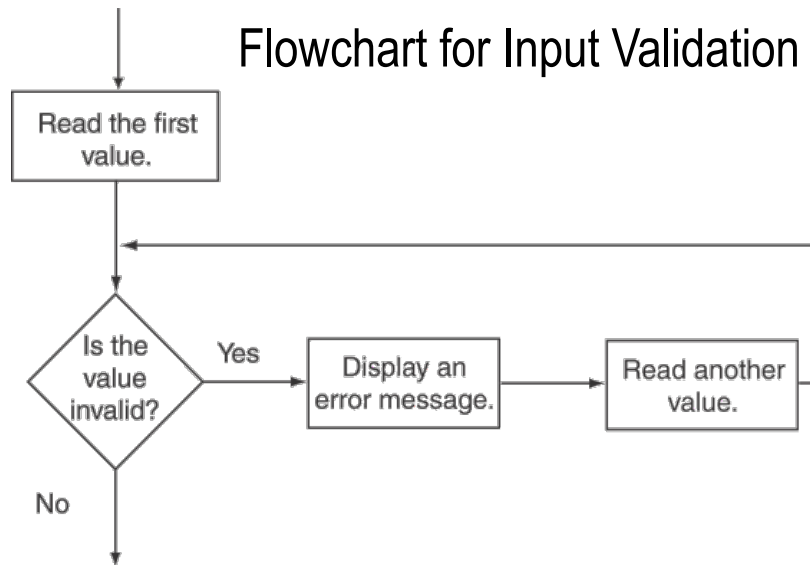 Flowchart for Input Validation
Read the first
value.
Is the
value
invalid?
Yes
Display an
error message.
Read another
value.
No